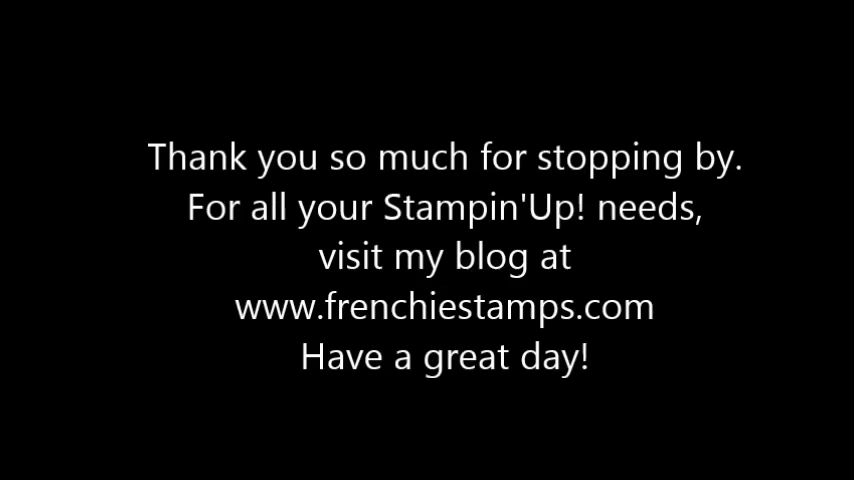 Thank you so much for stopping by.
For all your Stampin'Up! needs,
visit my blog at
www.frenchiestamps.com
Have a great day!